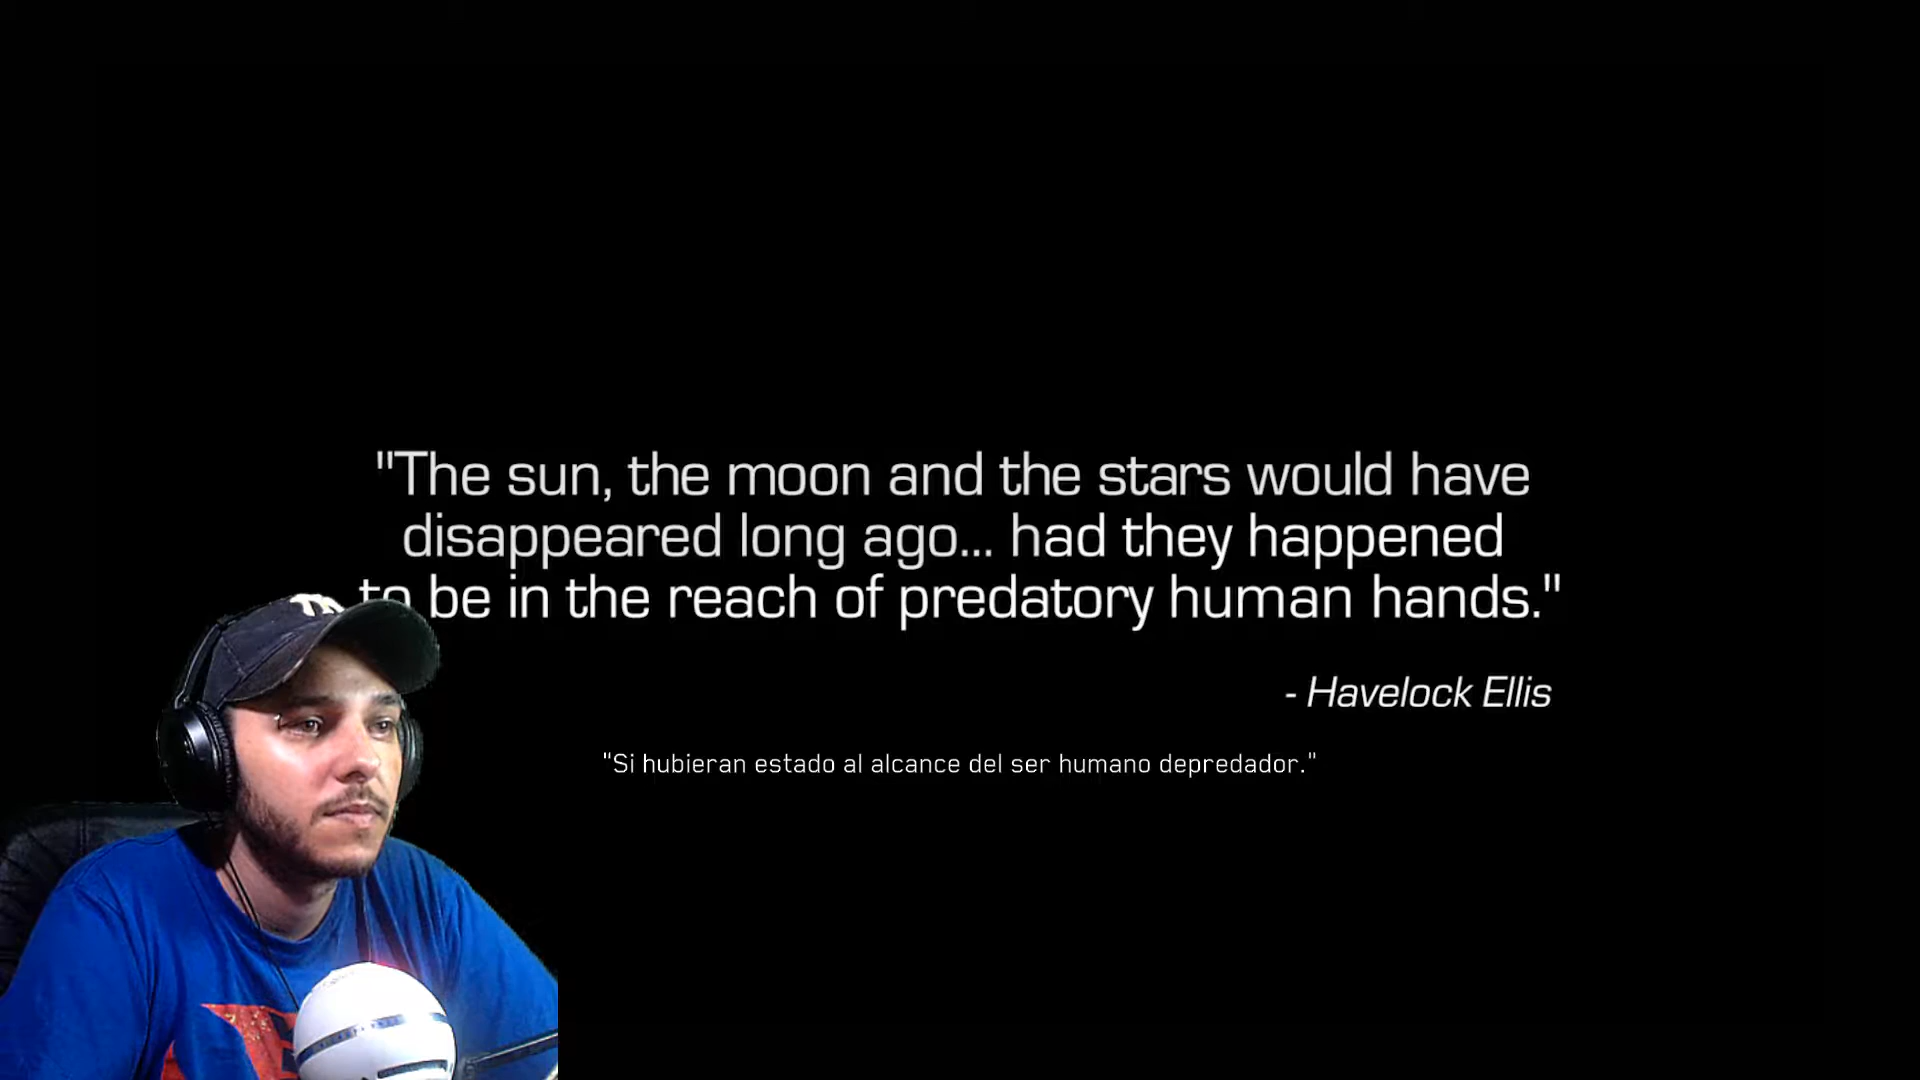 "The sun, the moon and the stars would have
disappeared long ago... had they happened
to be in the reach of predatory human hands."
- Havelock Ellis
"Si hubieran estado al alcance del ser humano depredador."